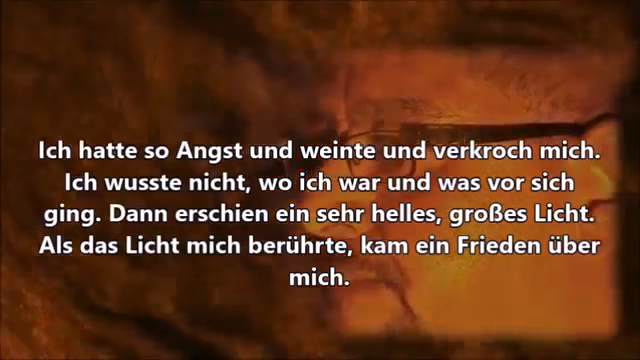 Ich hatte so Angst und weinte und verkroch mich.
Ich wusste nicht, wo ich war und was vor sich
ging. Dann erschien ein sehr helles, großes Licht.
Als das Licht mich berührte, kam ein Frieden über
mich.